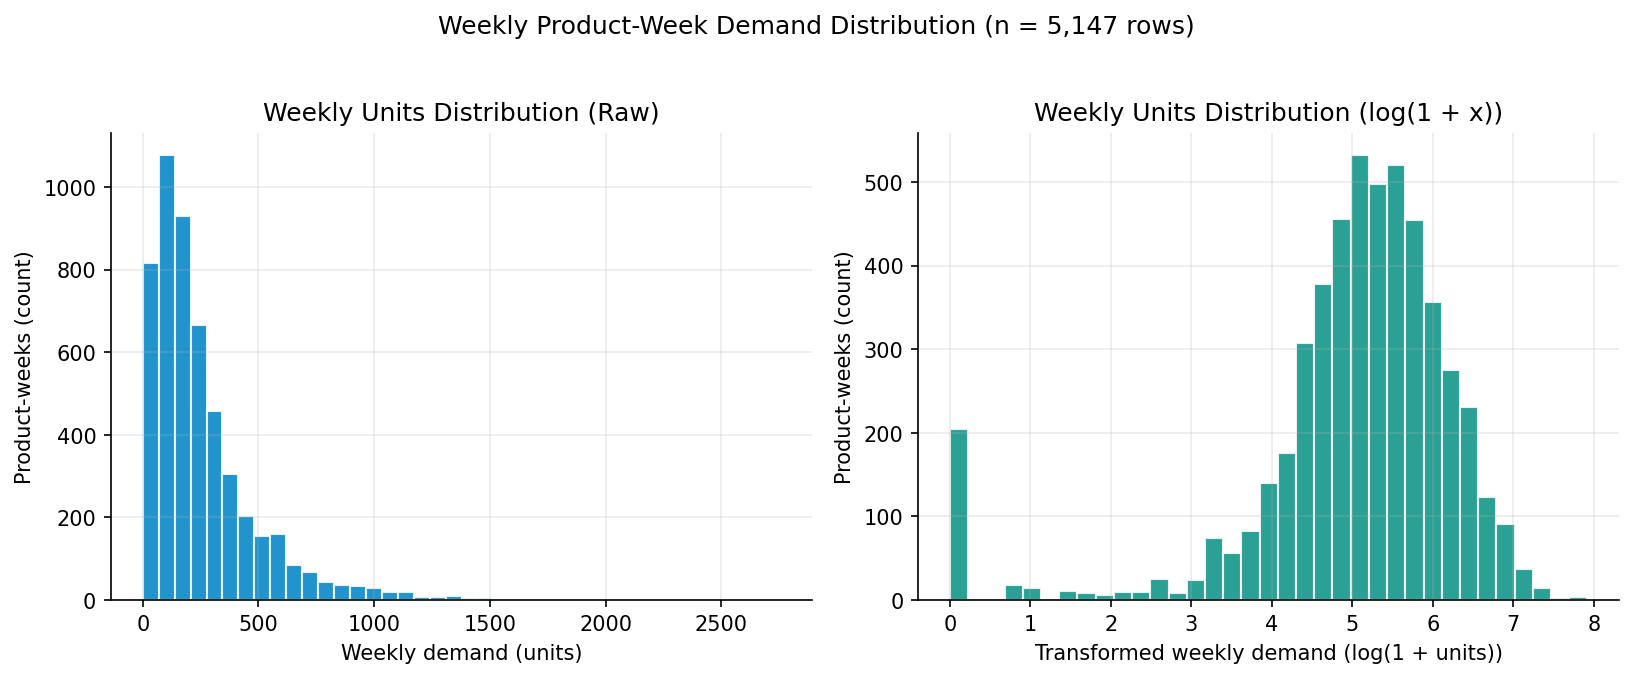 Weekly Product-Week Demand Distribution (n = 5,147 rows)
Weekly Units Distribution (Raw)
Product-weeks (count)
1000
800
600
400
200
0
0 500 1000 1500 2000 2500
Weekly demand (units)
Weekly Units Distribution (log(1 + x))
Product-weeks (count)
500
400
300
200
100
0
0 1 2 3 4 5 6 7 8
Transformed weekly demand (log(1 + units))